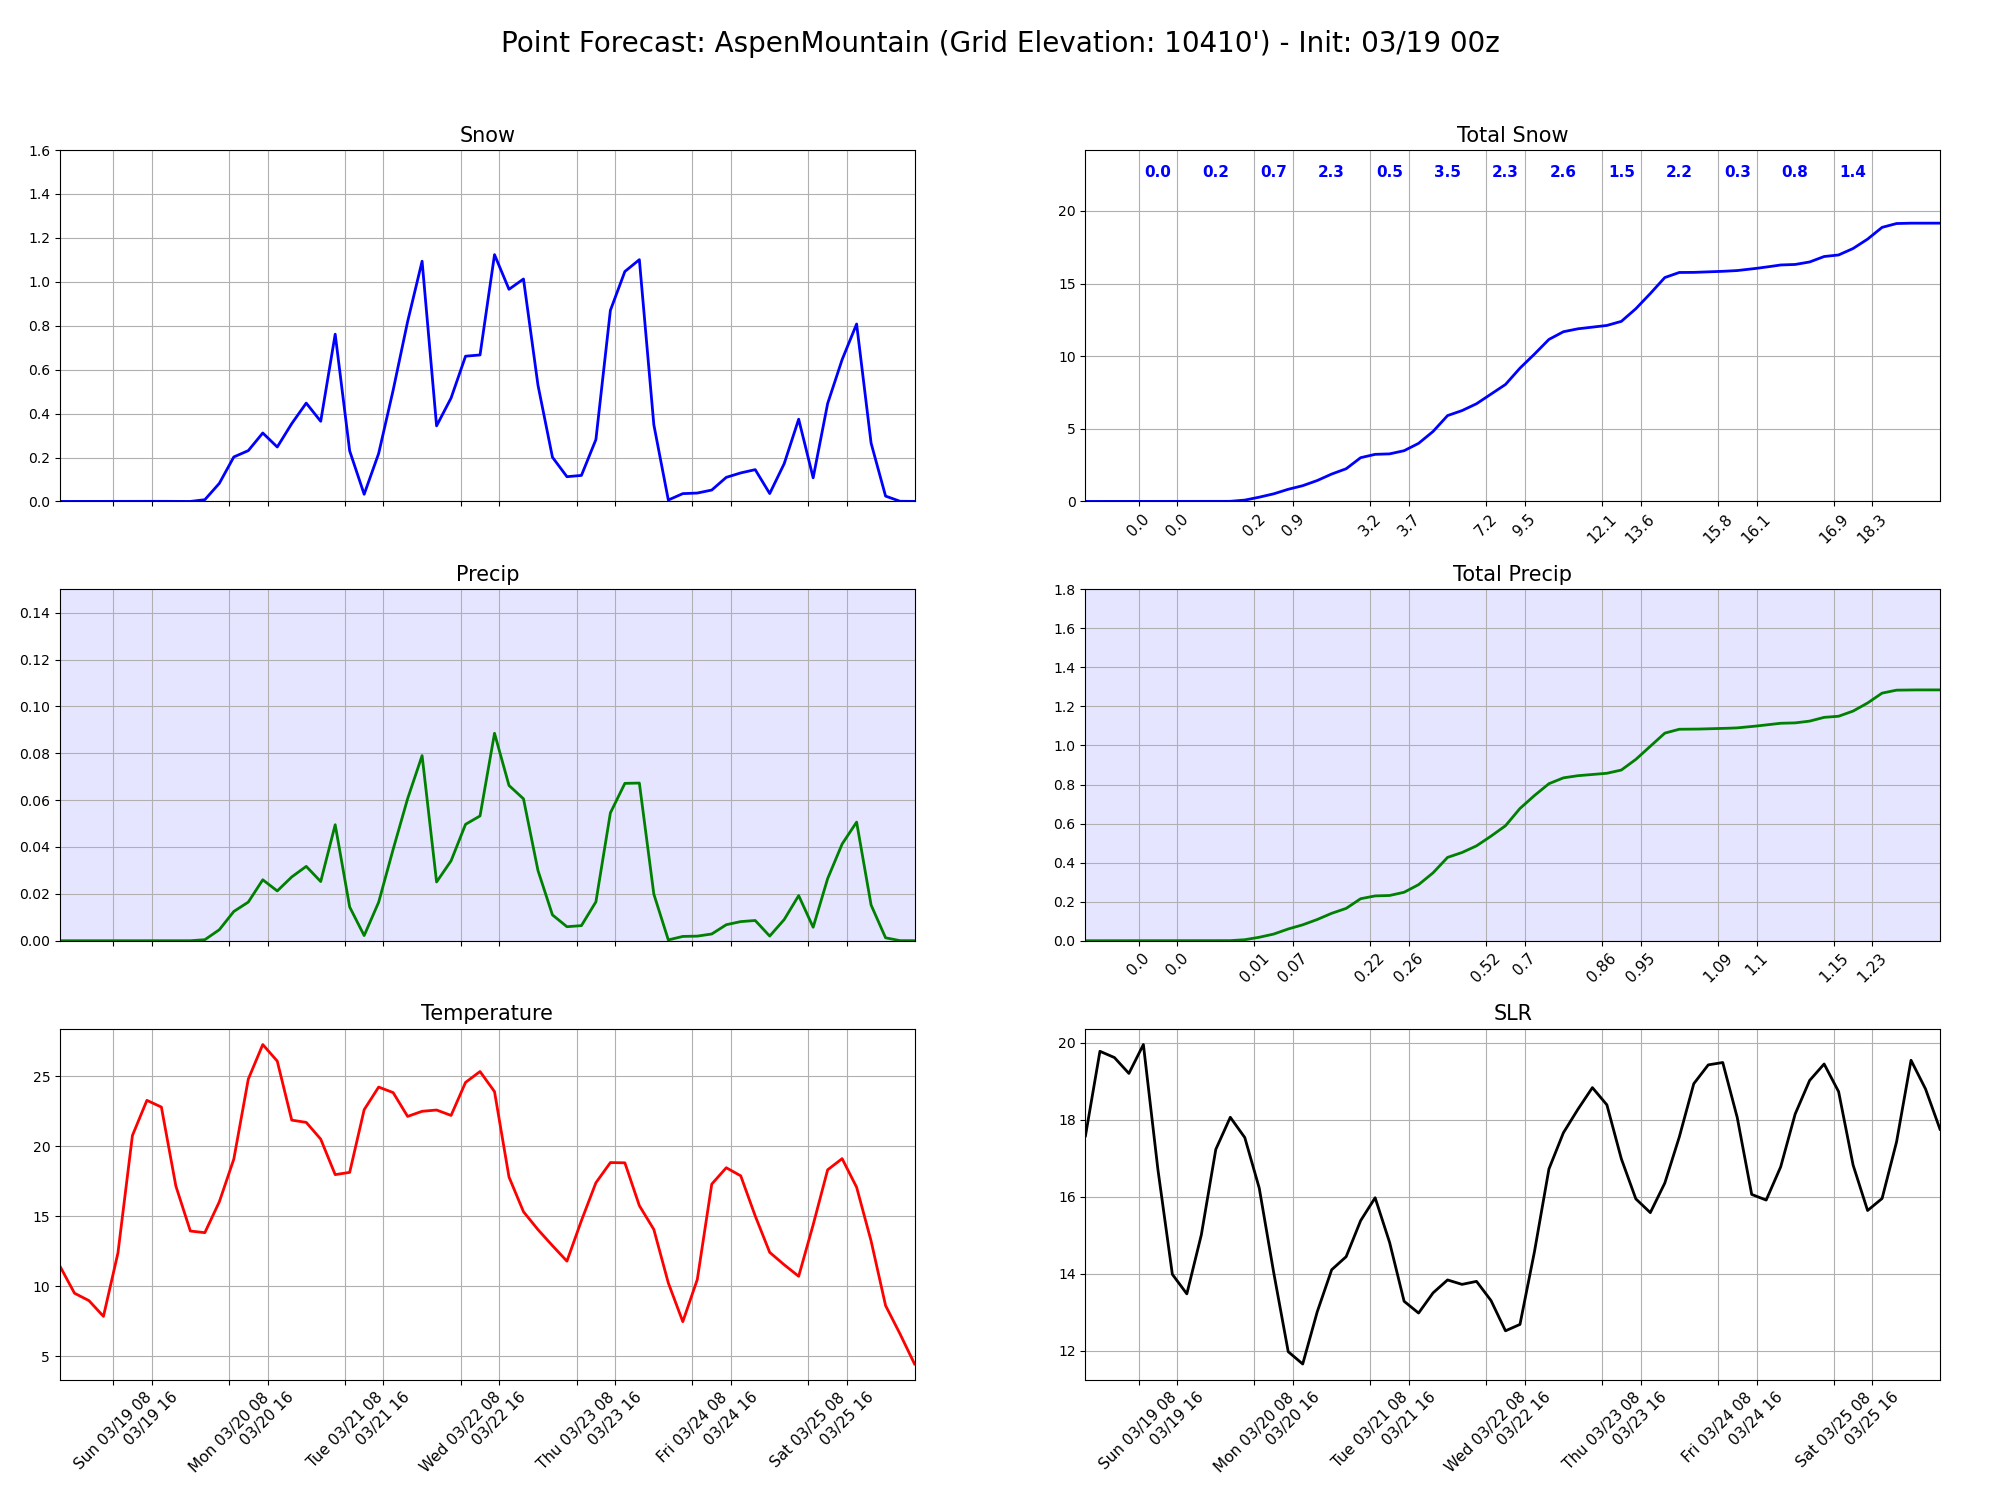 Point Forecast: AspenMountain (Grid Elevation: 10410') - Init: 03/19 00z
Snow
1.6
1.4
1.2
1.0
0.8
0.6
0.4
0.2
0.0
Total Snow
0.0 0.2 0.7 2.3 0.5 3.5 2.3 2.6 1.5 2.2 0.3 0.8 1.4
20
15
10
5
0
0.0 0.0 0.2 0.9 3.2 3.7 7.2 9.5 12.1 13.6 15.8 16.1 16.9 18.3
Precip
0.14
0.12
0.10
0.08
0.06
0.04
0.02
0.00
Total Precip
1.8
1.6
1.4
1.2
1.0
0.8
0.6
0.4
0.2
0.0
0.0 0.0 0.01 0.07 0.22 0.26 0.52 0.7 0.86 0.95 1.09 1.1 1.15 1.23
Temperature
25
20
15
10
5
Sun 03/19 08
03/19 16
Mon 03/20 08
03/20 16
Tue 03/21 08
03/21 16
Wed 03/22 08
03/22 16
Thu 03/23 08
03/23 16
Fri 03/24 08
03/24 16
Sat 03/25 08
03/25 16
SLR
20
18
16
14
12
Sun 03/19 08
03/19 16
Mon 03/20 08
03/20 16
Tue 03/21 08
03/21 16
Wed 03/22 08
03/22 16
Thu 03/23 08
03/23 16
Fri 03/24 08
03/24 16
Sat 03/25 08
03/25 16